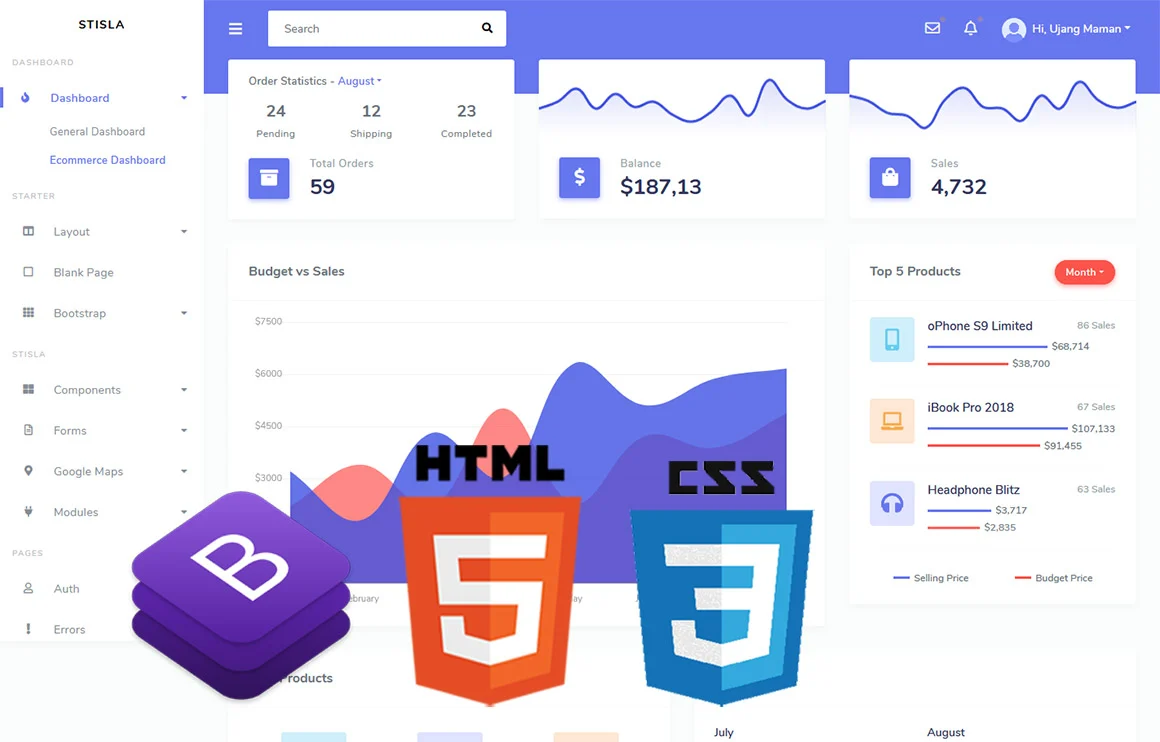 STISLA
DASHBOARD
Dashboard
General Dashboard
Ecommerce Dashboard
STARTER
Layout
Blank Page
Bootstrap
STISLA
Components
Forms
Google Maps
Modules
PAGES
Auth
Errors
Search
Hi, Ujang Maman
Order Statistics - August
24 12 23
Pending Shipping Completed
Total Orders
59
Balance
$187,13
Sales
4,732
Budget vs Sales
$7500
$6000
$4500
$3000
Top 5 Products
Month
oPhone S9 Limited 86 Sales
$68,714
$38,700
iBook Pro 2018 67 Sales
$107,133
$91,455
Headphone Blitz 63 Sales
$3,717
$2,835
Selling Price Budget Price
B
HTML
5
CSS
3
Products
July August